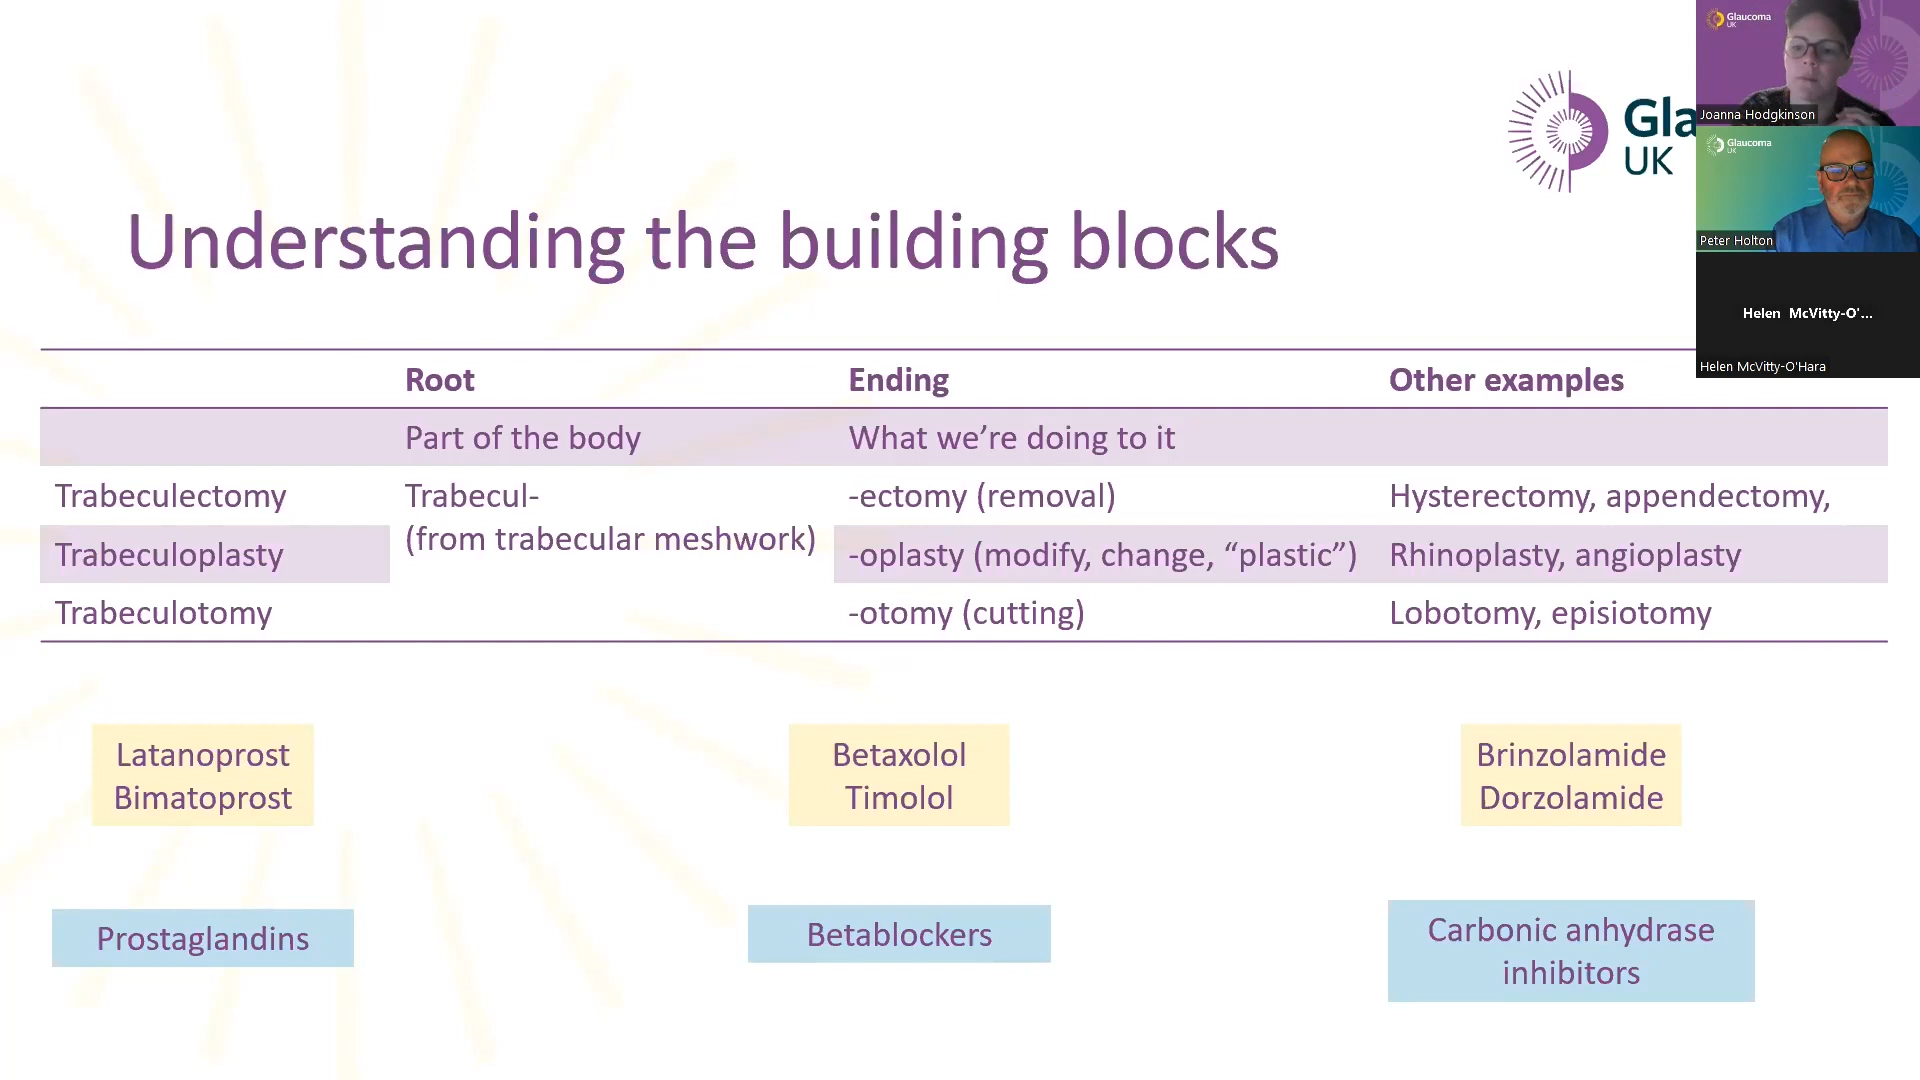 Glaucoma
UK
Joanna Hodgkinson
Gla
UK
Glaucoma
UK
Peter Holton
Helen McVitty-O'...
Helen McVitty-O'Hara
Understanding the building blocks
Root Ending Other examples
Part of the body What we’re doing to it
Trabeculectomy Trabecul- -ectomy (removal) Hysterectomy, appendectomy,
(from trabecular meshwork)
Trabeculoplasty -oplasty (modify, change, “plastic”) Rhinoplasty, angioplasty
Trabeculotomy -otomy (cutting) Lobotomy, episiotomy
Latanoprost Betaxolol Brinzolamide
Bimatoprost Timolol Dorzolamide
Prostaglandins Betablockers Carbonic anhydrase
inhibitors